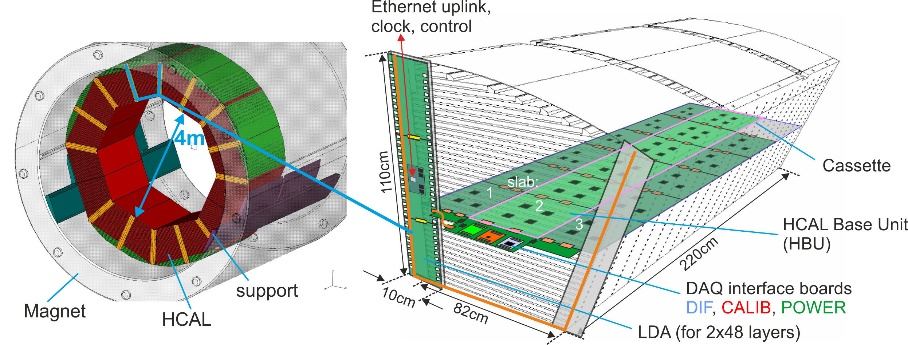 Ethernet uplink,
clock, control
4m
Magnet
HCAL
support
110cm
10cm
82cm
220cm
slab:
1
2
3
Cassette
HCAL Base Unit
(HBU)
DAQ interface boards
DIF, CALIB, POWER
LDA (for 2x48 layers)